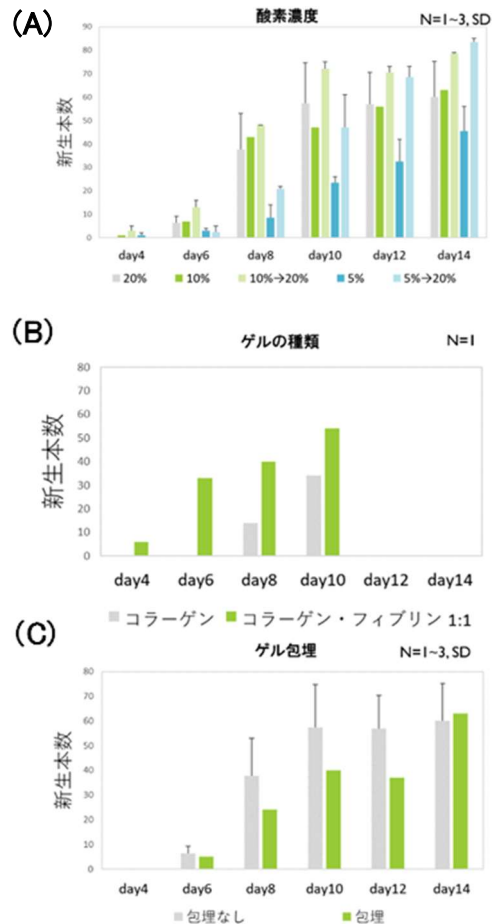 (A)
酸素濃度
N=1~3, SD
新生本数
90
80
70
60
50
40
30
20
10
0
day4 day6 day8 day10 day12 day14
20% 10% 10%→20% 5% 5%→20%
(B)
ゲルの種類
N=1
新生本数
80
70
60
50
40
30
20
10
0
day4 day6 day8 day10 day12 day14
コラーゲン コラーゲン・フィブリン 1:1
(C)
ゲル包埋
N=1~3, SD
新生本数
80
70
60
50
40
30
20
10
0
day4 day6 day8 day10 day12 day14
包埋なし 包埋